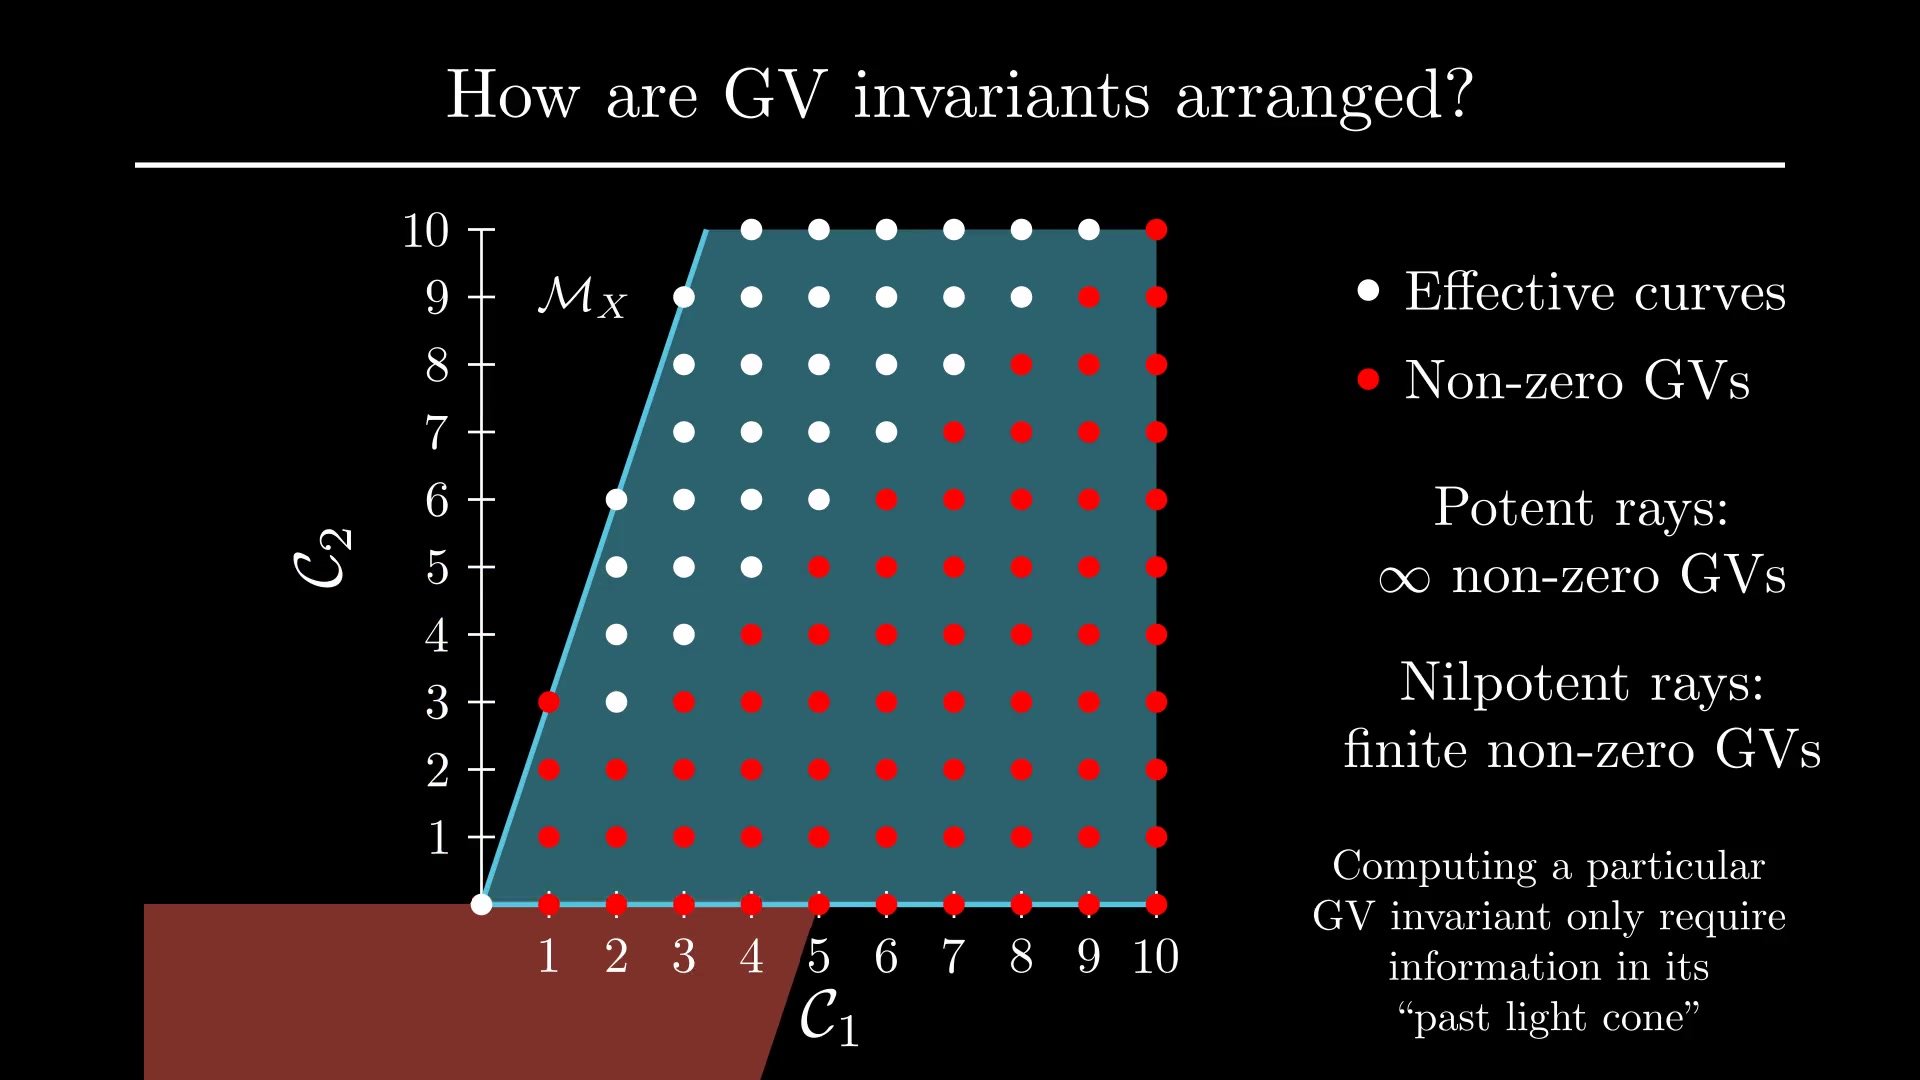 How are GV invariants arranged?
10
9
8
7
6
5
4
3
2
1
𝒞₂
ℳ_X
1 2 3 4 5 6 7 8 9 10
𝒞₁
Effective curves
Non-zero GVs
Potent rays:
∞ non-zero GVs
Nilpotent rays:
finite non-zero GVs
Computing a particular
GV invariant only require
information in its
“past light cone”